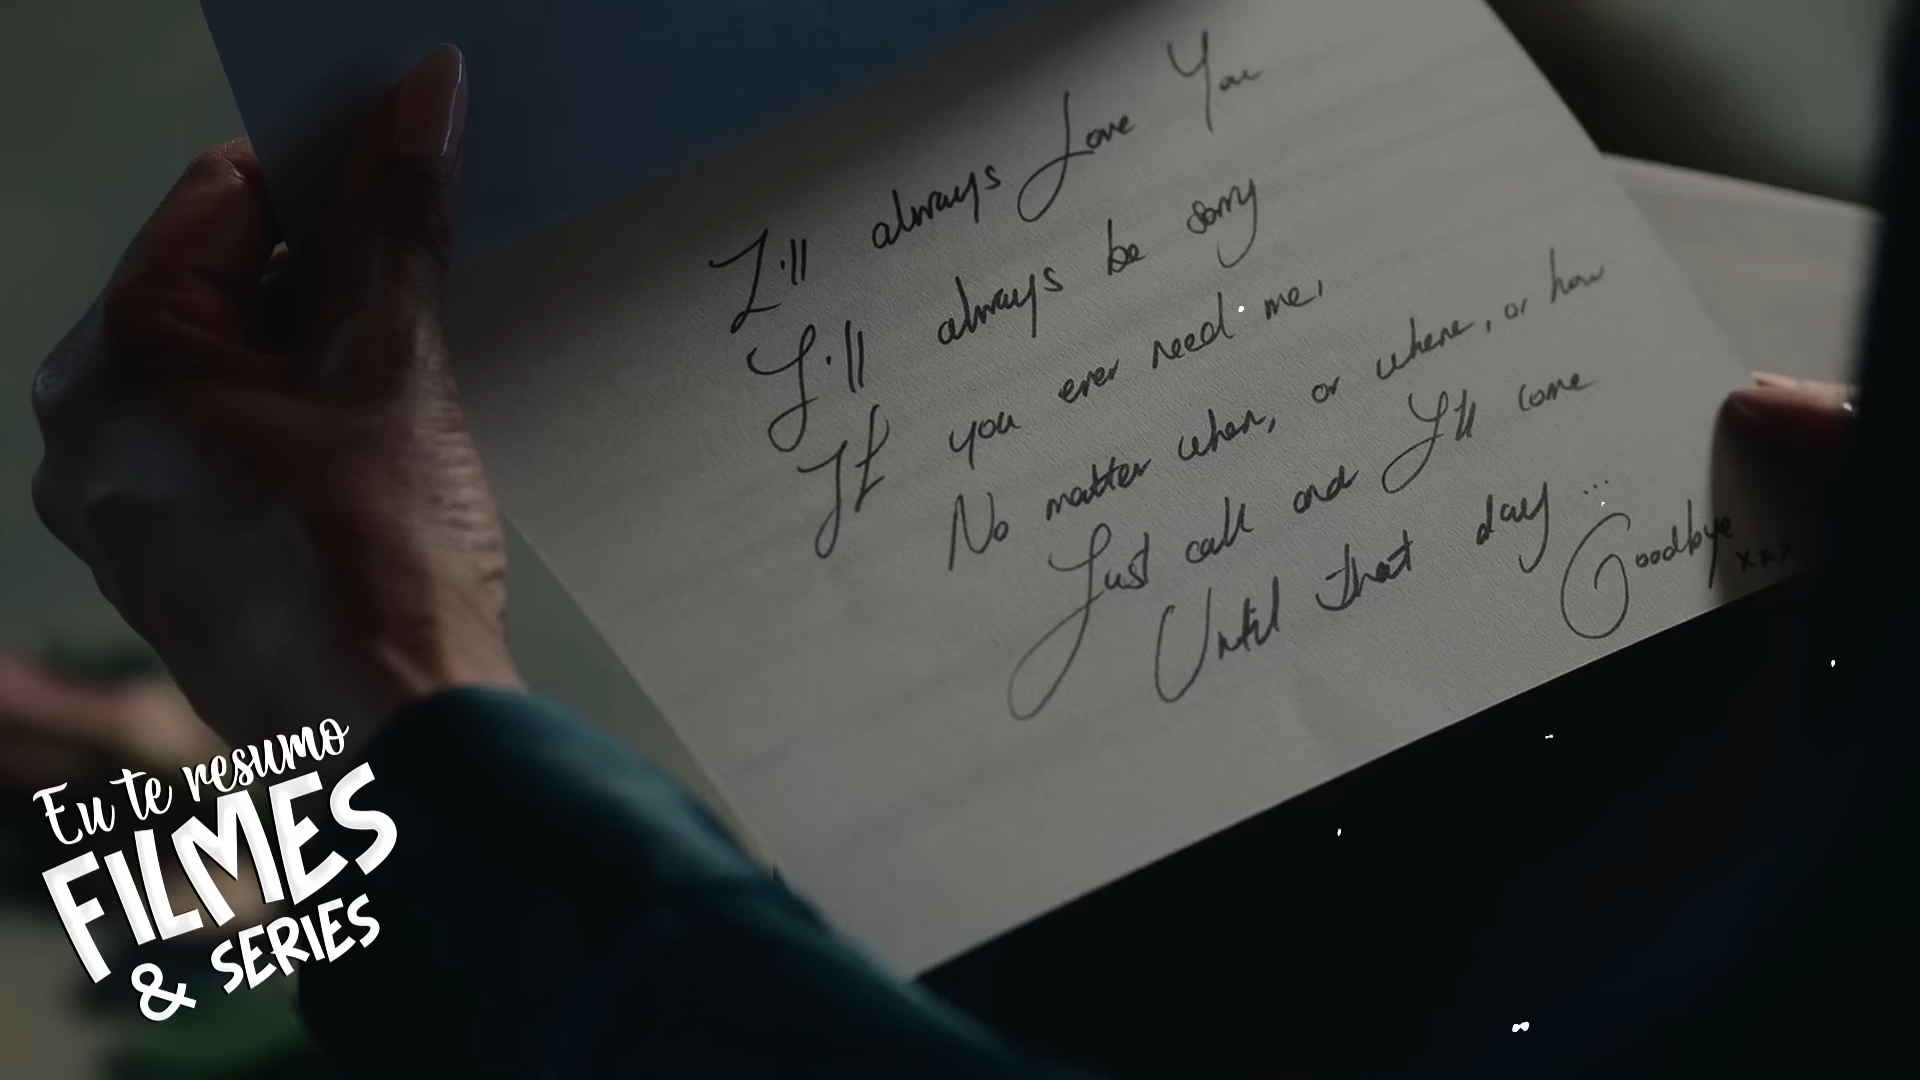 I'll always Love You
I'll always be sorry
If you ever need me,
No matter when, or where, or how
Just call and I'll come
Until that day ...
Goodbye
xxx
Eu te resumo
FILMES
& SERIES